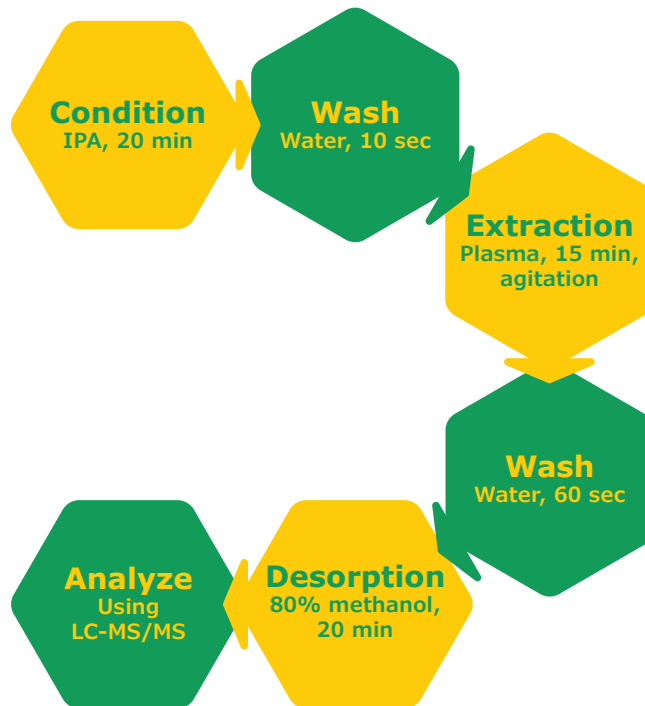 Condition
IPA, 20 min
Wash
Water, 10 sec
Extraction
Plasma, 15 min,
agitation
Wash
Water, 60 sec
Desorption
80% methanol,
20 min
Analyze
Using
LC-MS/MS